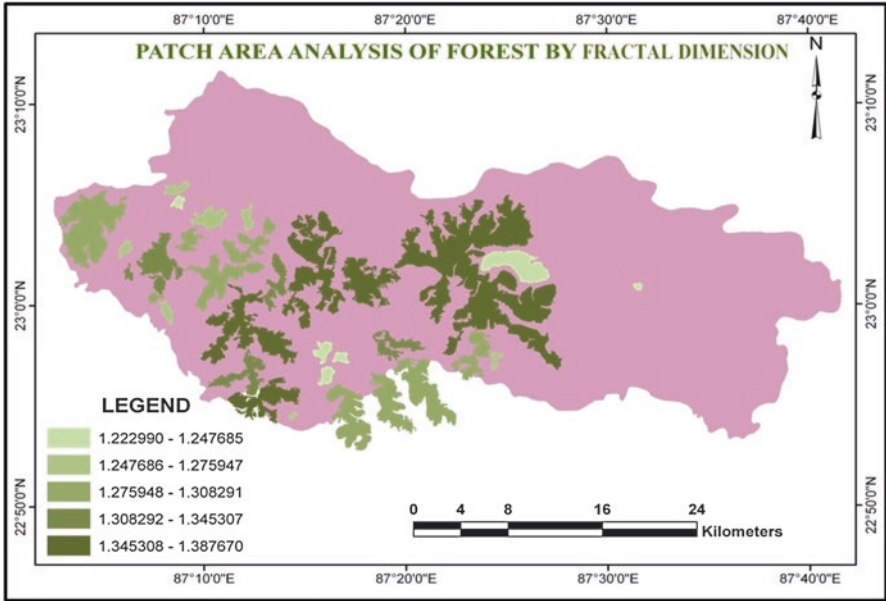 87°10'0"E 87°20'0"E 87°30'0"E 87°40'0"E
PATCH AREA ANALYSIS OF FOREST BY FRACTAL DIMENSION
N
23°10'0"N 23°10'0"N
23°0'0"N 23°0'0"N
LEGEND
1.222990 - 1.247685
1.247686 - 1.275947
1.275948 - 1.308291
1.308292 - 1.345307
1.345308 - 1.387670
22°50'0"N 22°50'0"N
0 4 8 16 24
Kilometers
87°10'0"E 87°20'0"E 87°30'0"E 87°40'0"E